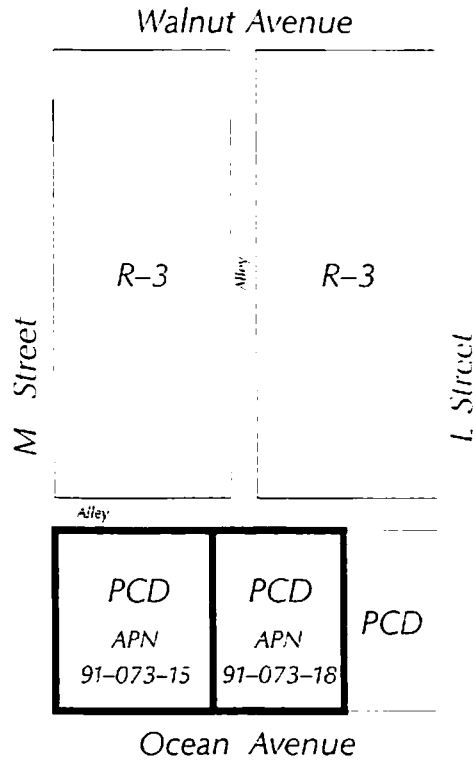 Walnut Avenue
R–3
Alley
R–3
M Street
L Street
Alley
PCD
APN
91–073–15
PCD
APN
91–073–18
PCD
Ocean Avenue